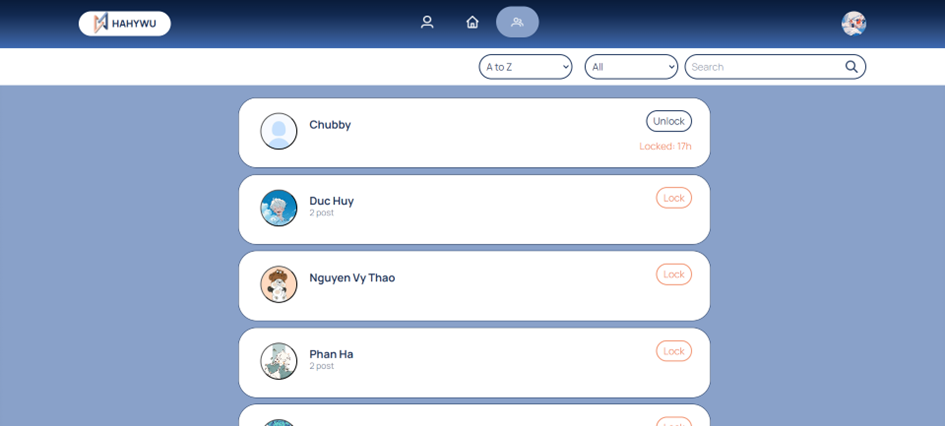 HAHYWU
A to Z
All
Search
Chubby
Unlock
Locked: 17h
Duc Huy
2 post
Lock
Nguyen Vy Thao
Lock
Phan Ha
2 post
Lock
Lock